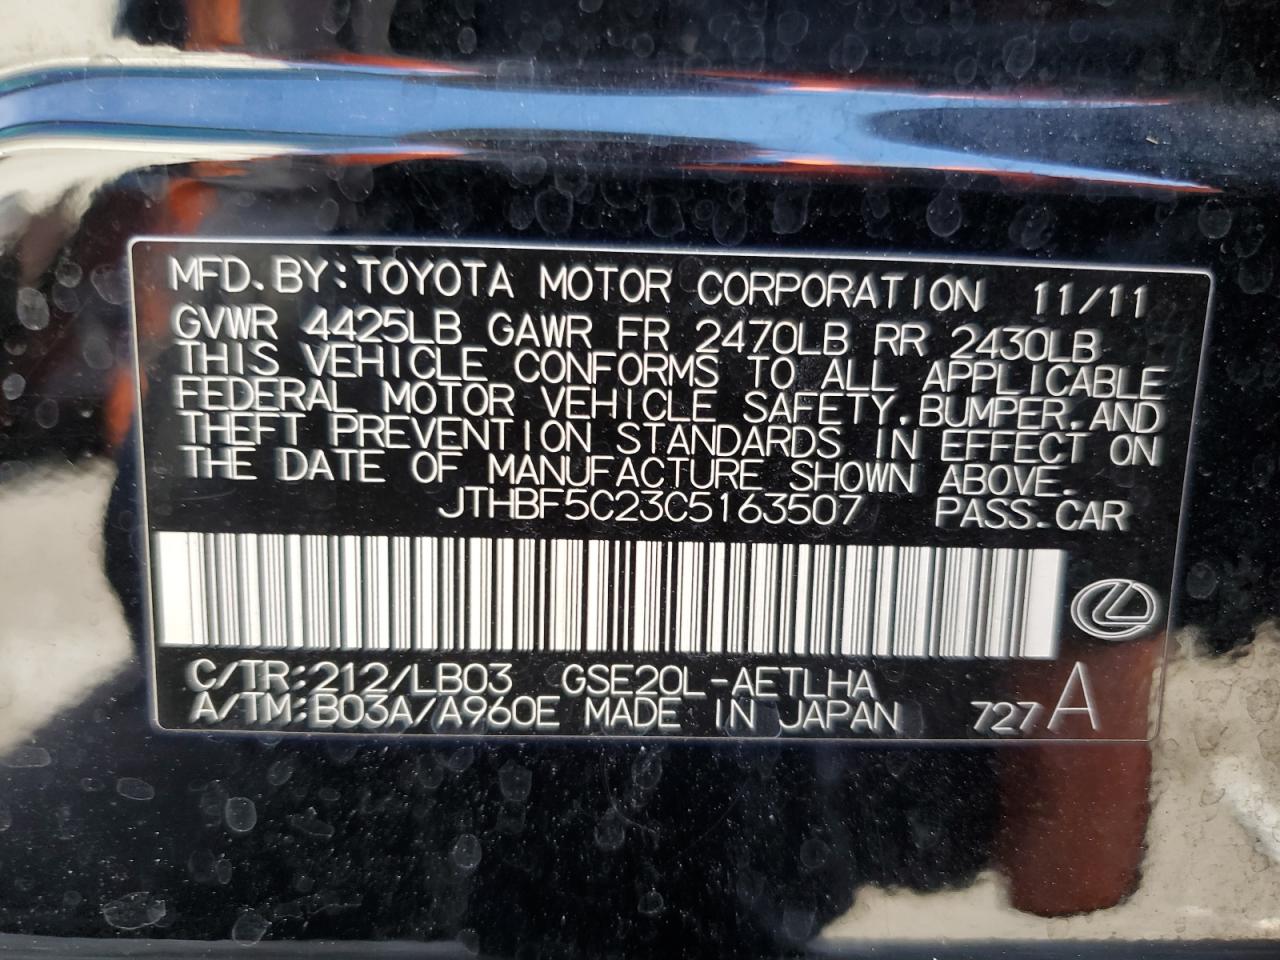 MFD. BY:TOYOTA MOTOR CORPORATION 11/11
GVWR 4425LB GAWR FR 2470LB RR 2430LB
THIS VEHICLE CONFORMS TO ALL APPLICABLE
FEDERAL MOTOR VEHICLE SAFETY, BUMPER, AND
THEFT PREVENTION STANDARDS IN EFFECT ON
THE DATE OF MANUFACTURE SHOWN ABOVE.
JTHBF5C23C5163507 PASS. CAR
C/TR:212/LB03 GSE20L-AETLHA
A/TM:B03A/A960E MADE IN JAPAN 727 A